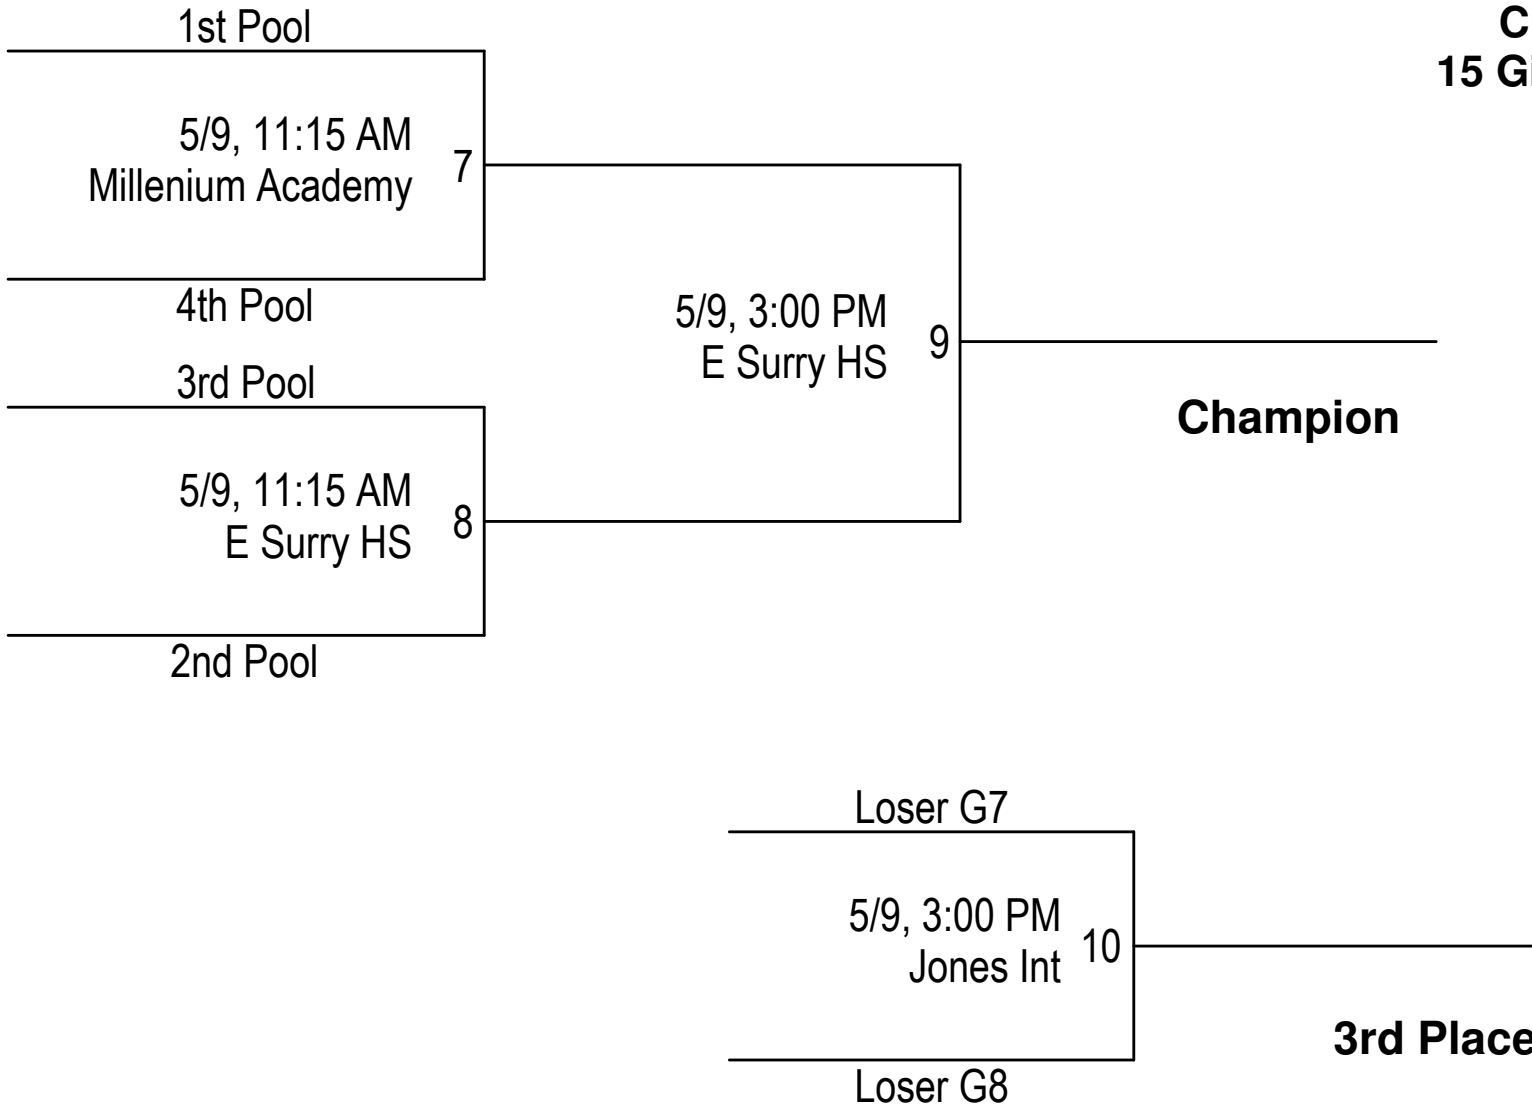 1st Pool
C
15 Gi
5/9, 11:15 AM
Millenium Academy
7
4th Pool
5/9, 3:00 PM
E Surry HS
9
3rd Pool
Champion
5/9, 11:15 AM
E Surry HS
8
2nd Pool
Loser G7
5/9, 3:00 PM
Jones Int
10
3rd Place
Loser G8